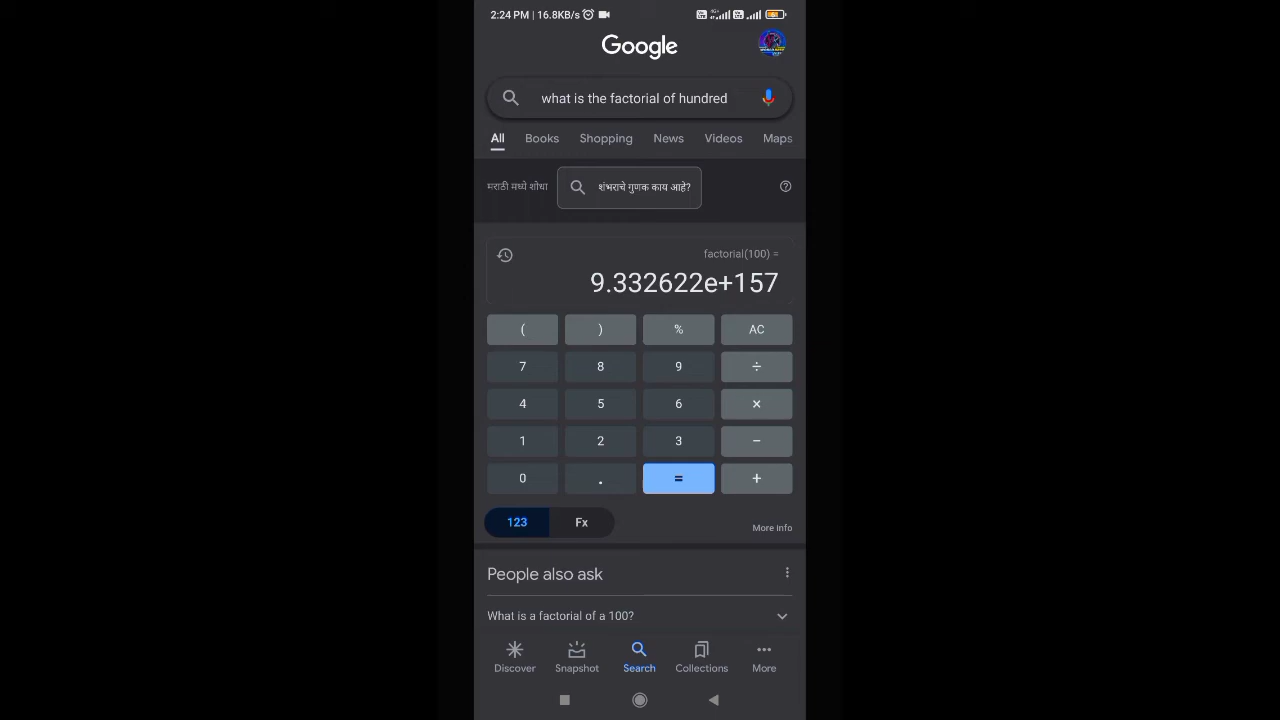 2:24 PM | 16.8KB/s
Google
what is the factorial of hundred
All Books Shopping News Videos Maps
मराठी मध्ये शोधा शंभराचे गुणक काय आहे?
factorial(100) =
9.332622e+157
( ) % AC
7 8 9 ÷
4 5 6 ×
1 2 3 −
0 . = +
123 Fx
More info
People also ask
What is a factorial of a 100?
Discover Snapshot Search Collections More